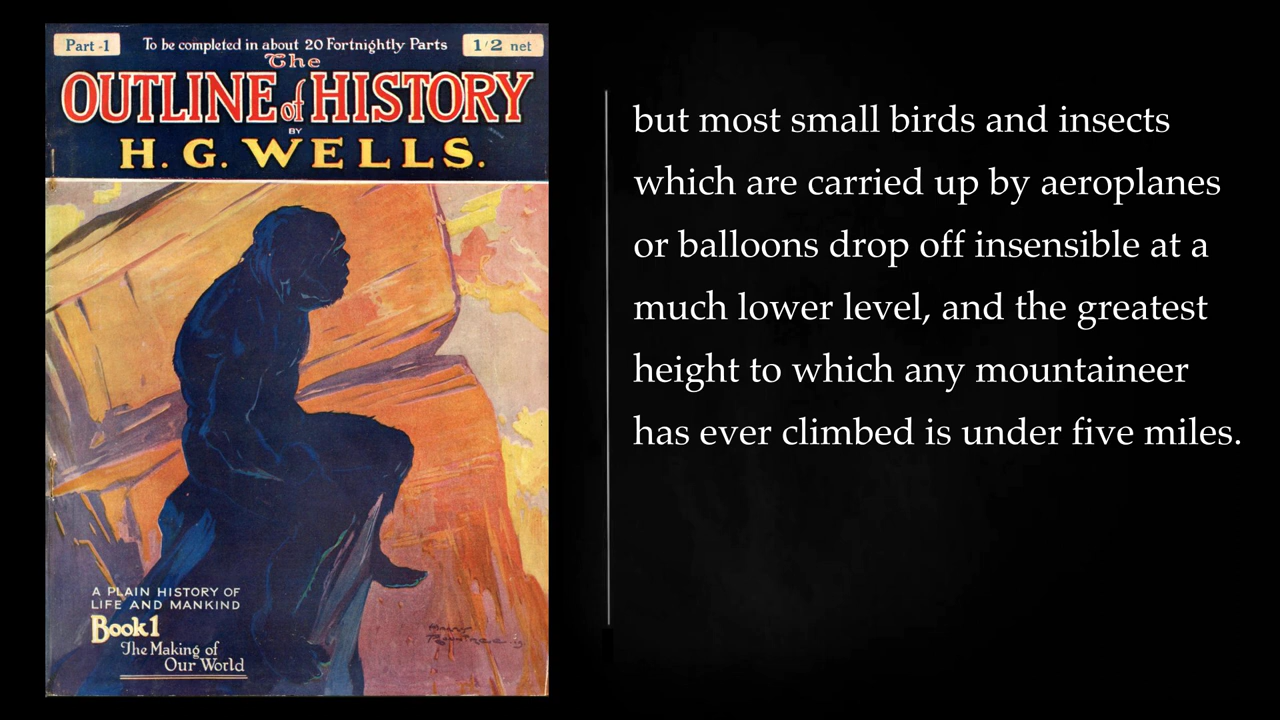 Part -1
To be completed in about 20 Fortnightly Parts
1/2 net
The
OUTLINE of HISTORY
BY
H. G. WELLS.
A PLAIN HISTORY OF
LIFE AND MANKIND
Book 1
The Making of
Our World
but most small birds and insects
which are carried up by aeroplanes
or balloons drop off insensible at a
much lower level, and the greatest
height to which any mountaineer
has ever climbed is under five miles.